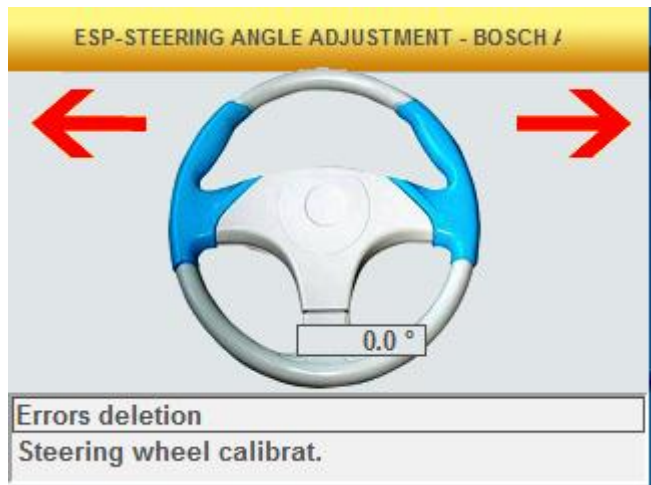 ESP-STEERING ANGLE ADJUSTMENT - BOSCH
0.0 °
Errors deletion
Steering wheel calibrat.